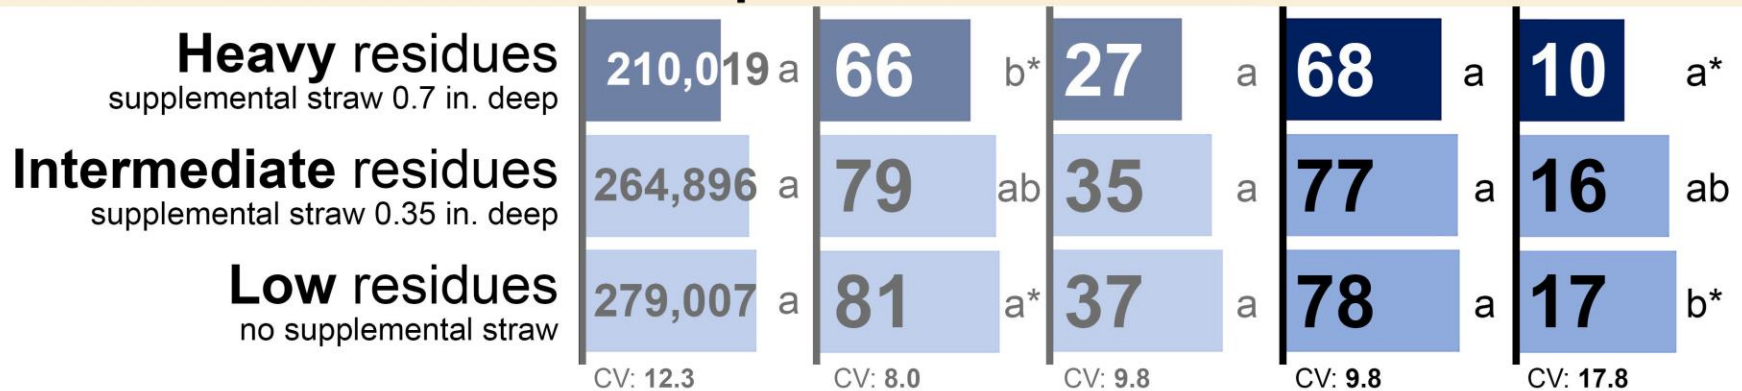 Heavy residues 210,019 a 66 b* 27 a 68 a 10 a*
supplemental straw 0.7 in. deep
Intermediate residues 264,896 a 79 ab 35 a 77 a 16 ab
supplemental straw 0.35 in. deep
Low residues 279,007 a 81 a* 37 a 78 a 17 b*
no supplemental straw
CV: 12.3 CV: 8.0 CV: 9.8 CV: 9.8 CV: 17.8